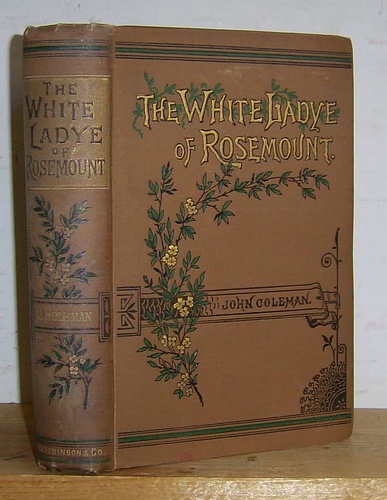 THE
WHITE
LADYE
OF
ROSEMOUNT
COLEMAN
HUTCHINSON & CO.
THE WHITE LADYE
OF ROSEMOUNT.
JOHN COLEMAN.